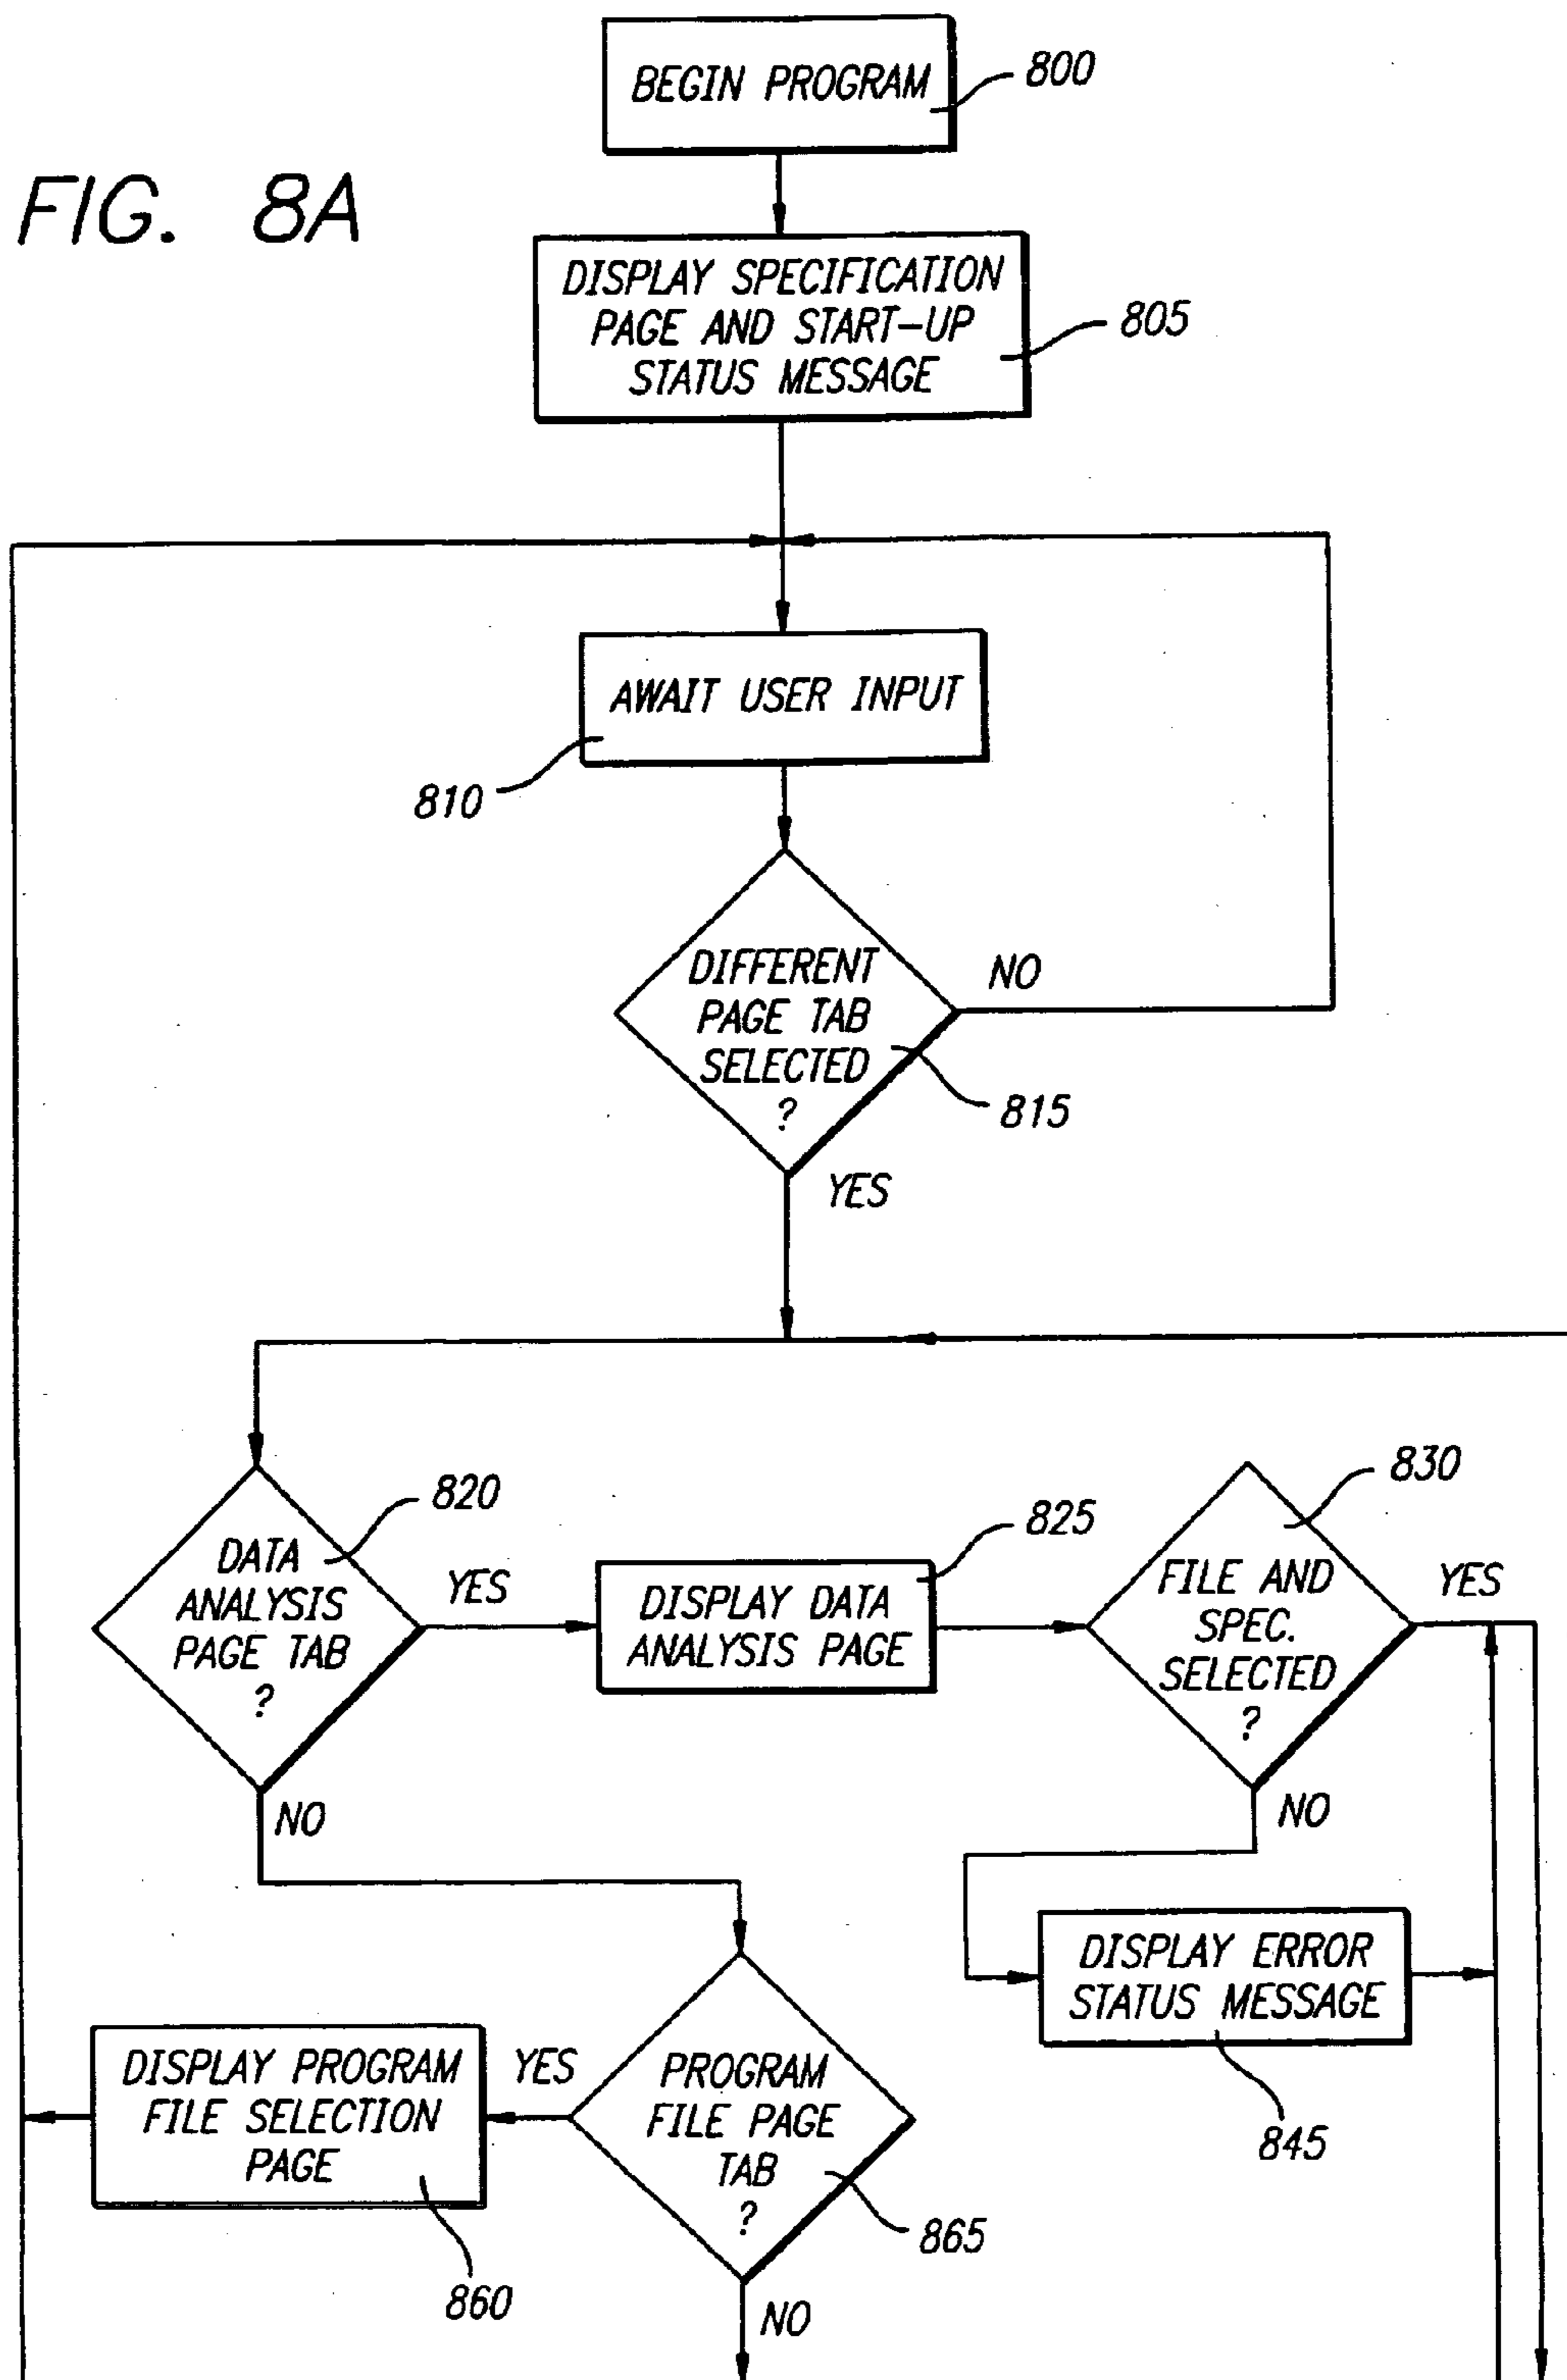 BEGIN PROGRAM
800
FIG. 8A
DISPLAY SPECIFICATION
PAGE AND START-UP
STATUS MESSAGE
805
AWAIT USER INPUT
810
DIFFERENT
PAGE TAB
SELECTED
?
NO
815
YES
820
DATA
ANALYSIS
PAGE TAB
?
YES
825
DISPLAY DATA
ANALYSIS PAGE
830
FILE AND
SPEC.
SELECTED
?
YES
NO
NO
DISPLAY ERROR
STATUS MESSAGE
845
DISPLAY PROGRAM
FILE SELECTION
PAGE
860
YES
PROGRAM
FILE PAGE
TAB
?
865
NO